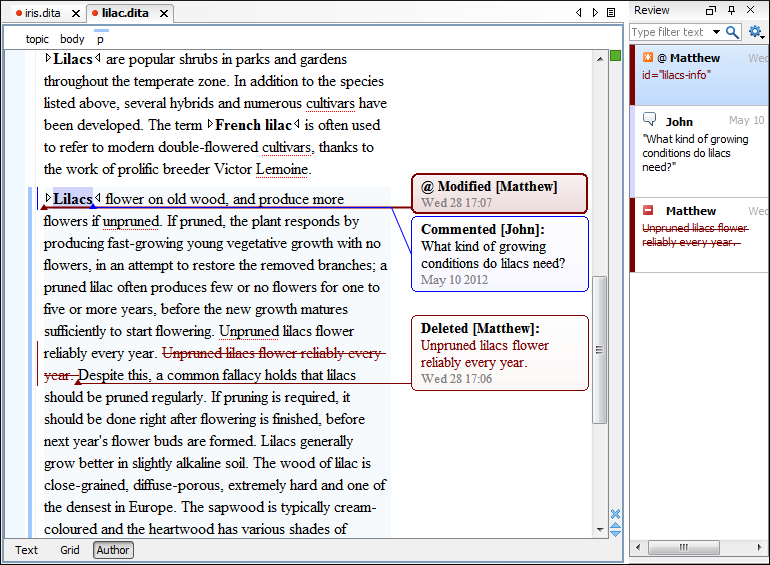 iris.dita
lilac.dita
topic body p
Lilacs are popular shrubs in parks and gardens
throughout the temperate zone. In addition to the species
listed above, several hybrids and numerous cultivars have
been developed. The term French lilac is often used
to refer to modern double-flowered cultivars, thanks to
the work of prolific breeder Victor Lemoine.
Lilacs flower on old wood, and produce more
flowers if unpruned. If pruned, the plant responds by
producing fast-growing young vegetative growth with no
flowers, in an attempt to restore the removed branches; a
pruned lilac often produces few or no flowers for one to
five or more years, before the new growth matures
sufficiently to start flowering. Unpruned lilacs flower
reliably every year. Unpruned lilacs flower reliably every
year. Despite this, a common fallacy holds that lilacs
should be pruned regularly. If pruning is required, it
should be done right after flowering is finished, before
next year's flower buds are formed. Lilacs generally
grow better in slightly alkaline soil. The wood of lilac is
close-grained, diffuse-porous, extremely hard and one of
the densest in Europe. The sapwood is typically cream-
coloured and the heartwood has various shades of
@ Modified [Matthew]
Wed 28 17:07
Commented [John]:
What kind of growing
conditions do lilacs need?
May 10 2012
Deleted [Matthew]:
Unpruned lilacs flower
reliably every year.
Wed 28 17:06
Text Grid Author
Review
Type filter text
@ Matthew Wed
id="lilacs-info"
John May 10
"What kind of growing
conditions do lilacs
need?"
Matthew Wed
Unpruned lilacs flower
reliably every year.